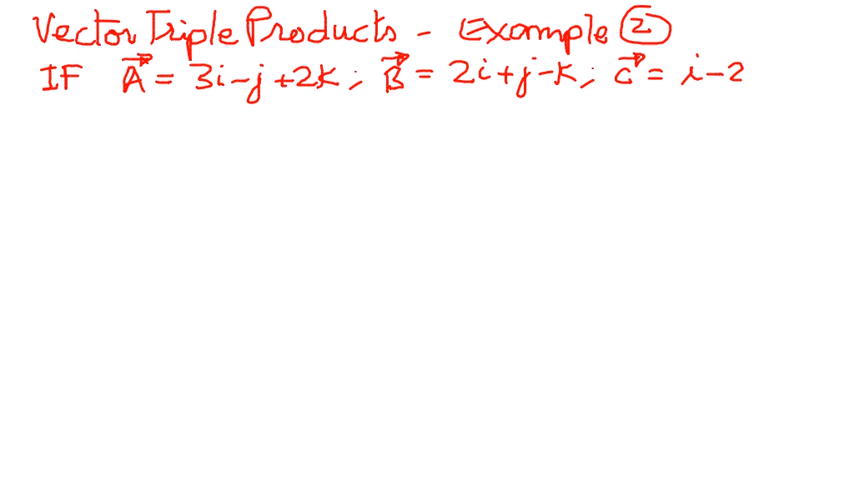 Vector Triple Products - Example 2
IF A⃗ = 3i-j+2k; B⃗ = 2i+j-k; C⃗ = i-2